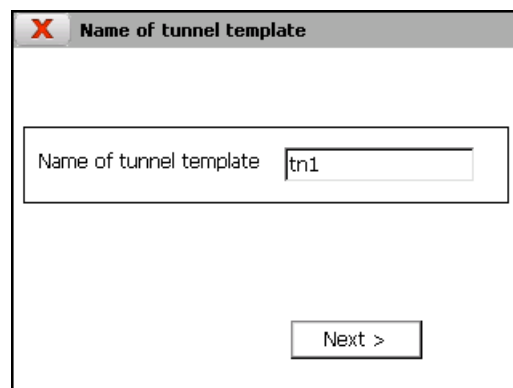 X Name of tunnel template
Name of tunnel template tn1
Next >